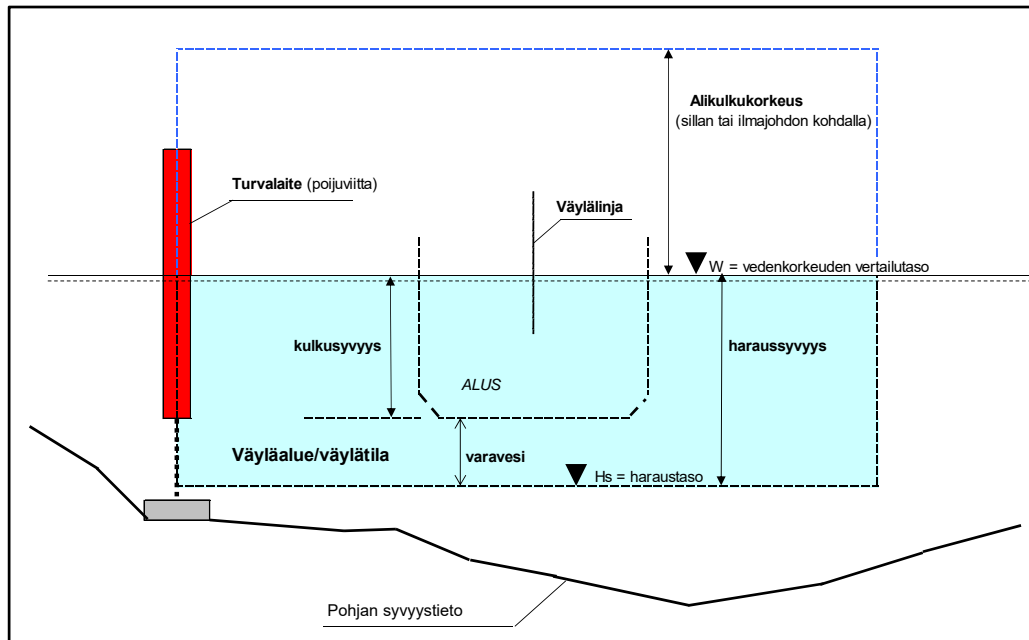 Alikulkukorkeus
(sillan tai ilmajohdon kohdalla)
Turvalaite (poijuviitta)
Väylälinja
W = vedenkorkeuden vertailutaso
kulkusyvyys
haraussyvyys
ALUS
Väyläalue/väylätila
varavesi
Hs = haraustaso
Pohjan syvyystieto